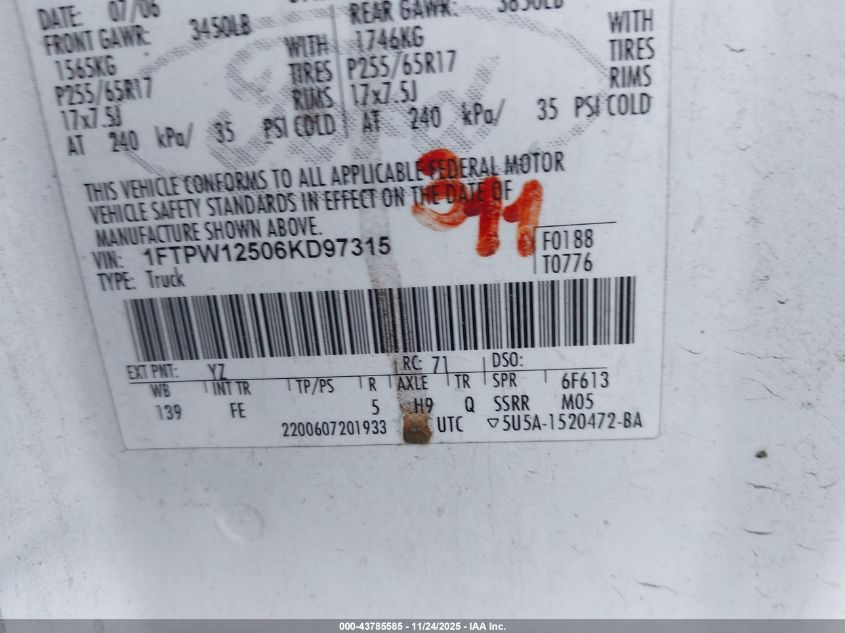 DATE: 07/06
FRONT GAWR: 3450LB
1565KG WITH
P255/65R17 TIRES
17x7.5J RIMS
AT 240 kPa/ 35 PSI COLD
REAR GAWR: 3850LB
1746KG WITH
P255/65R17 TIRES
17x7.5J RIMS
AT 240 kPa/ 35 PSI COLD
THIS VEHICLE CONFORMS TO ALL APPLICABLE FEDERAL MOTOR
VEHICLE SAFETY STANDARDS IN EFFECT ON THE DATE OF
MANUFACTURE SHOWN ABOVE.
VIN: 1FTPW12506KD97315
TYPE: Truck
F0188
T0776
EXT PNT: YZ RC: 71 DSO:
WB INT TR TP/PS R AXLE TR SPR 6F613
139 FE 5 H9 Q SSRR M05
2200607201933 UTC ▽5U5A-1520472-BA
000-43785585 - 11/24/2025 - IAA Inc.